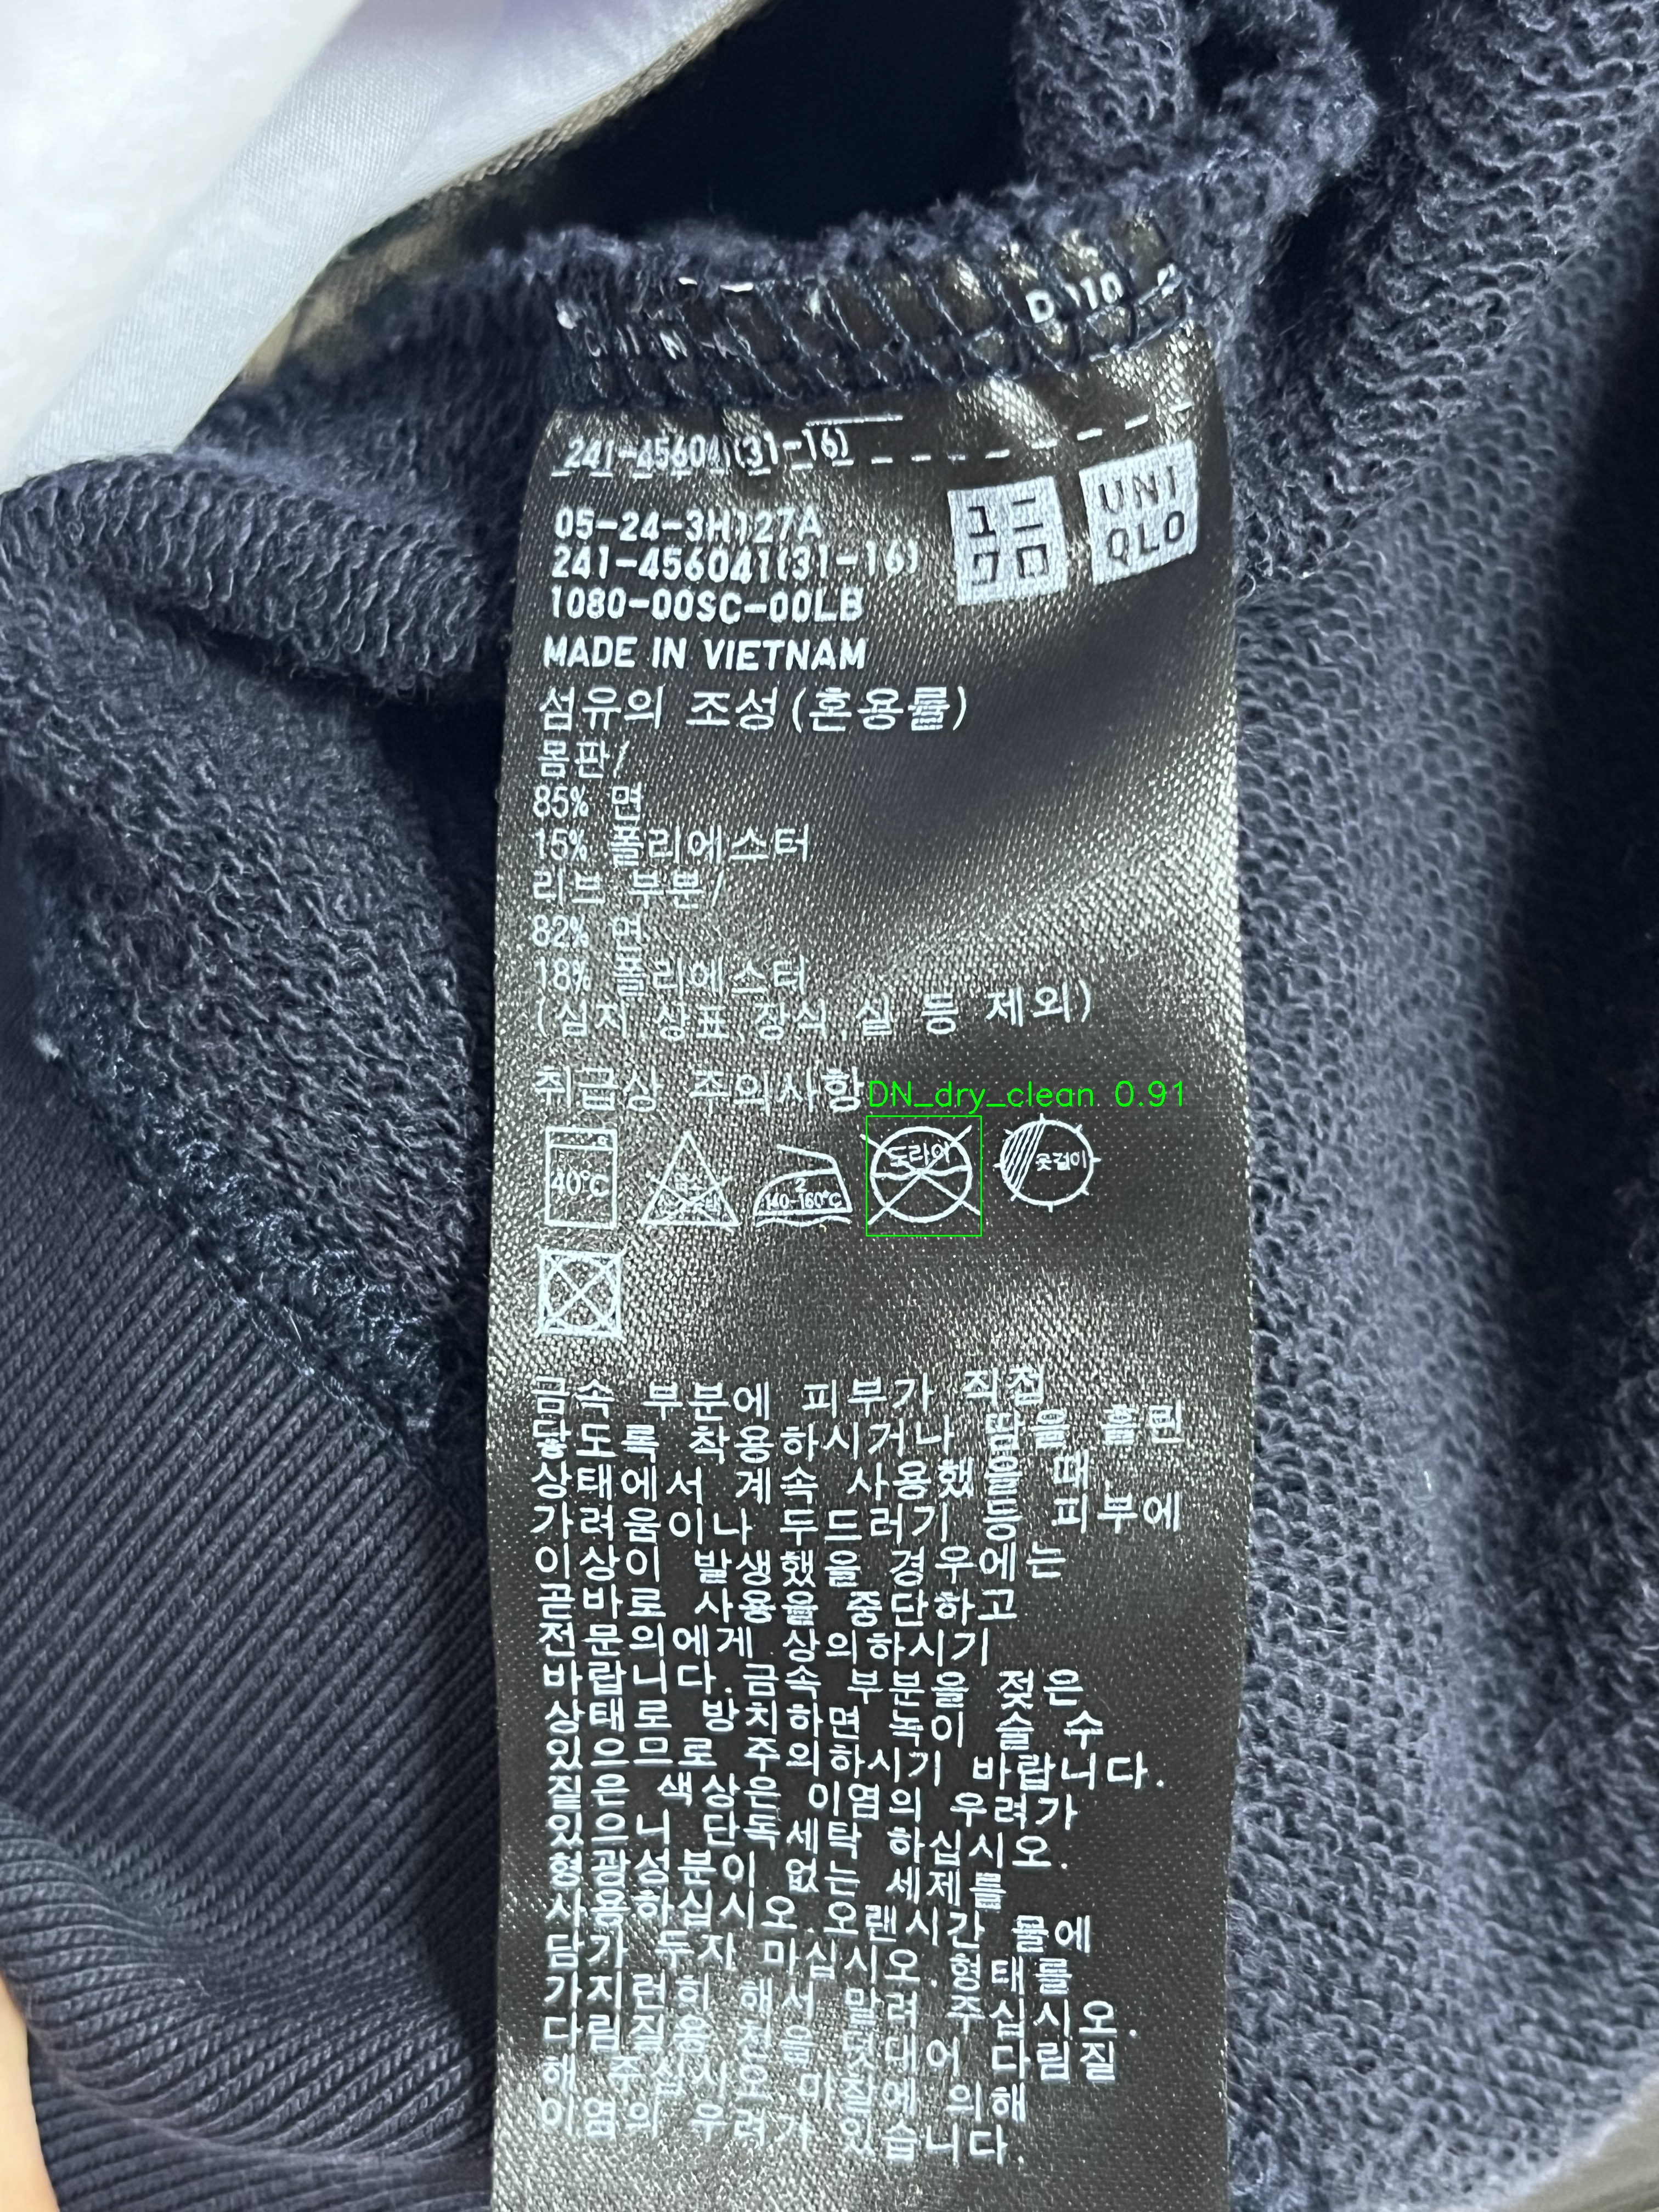 D 110
241-456041(31-16)
05-24-3H127A
241-456041(31-16)
1080-00SC-00LB
ユニ
クロ
UNI
QLO
MADE IN VIETNAM
섬유의 조성(혼용률)
몸판/
85% 면
15% 폴리에스터
리브 부분/
82% 면
18% 폴리에스터
(심지,상표,장식,실 등 제외)
취급상 주의사항
DN_dry_clean 0.91
40°C
2
140-160°C
드라이
옷걸이
금속 부분에 피부가 직접
닿도록 착용하시거나 땀을 흘린
상태에서 계속 사용했을 때,
가려움이나 두드러기 등 피부에
이상이 발생했을 경우에는
곧바로 사용을 중단하고
전문의에게 상의하시기
바랍니다.금속 부분을 젖은
상태로 방치하면 녹이 슬 수
있으므로 주의하시기 바랍니다.
짙은 색상은 이염의 우려가
있으니 단독세탁 하십시오.
형광성분이 없는 세제를
사용하십시오.오랜시간 물에
담가 두지 마십시오.형태를
가지런히 해서 말려 주십시오.
다림질용 천을 덧대어 다림질
해 주십시오.마찰에 의해
이염의 우려가 있습니다.